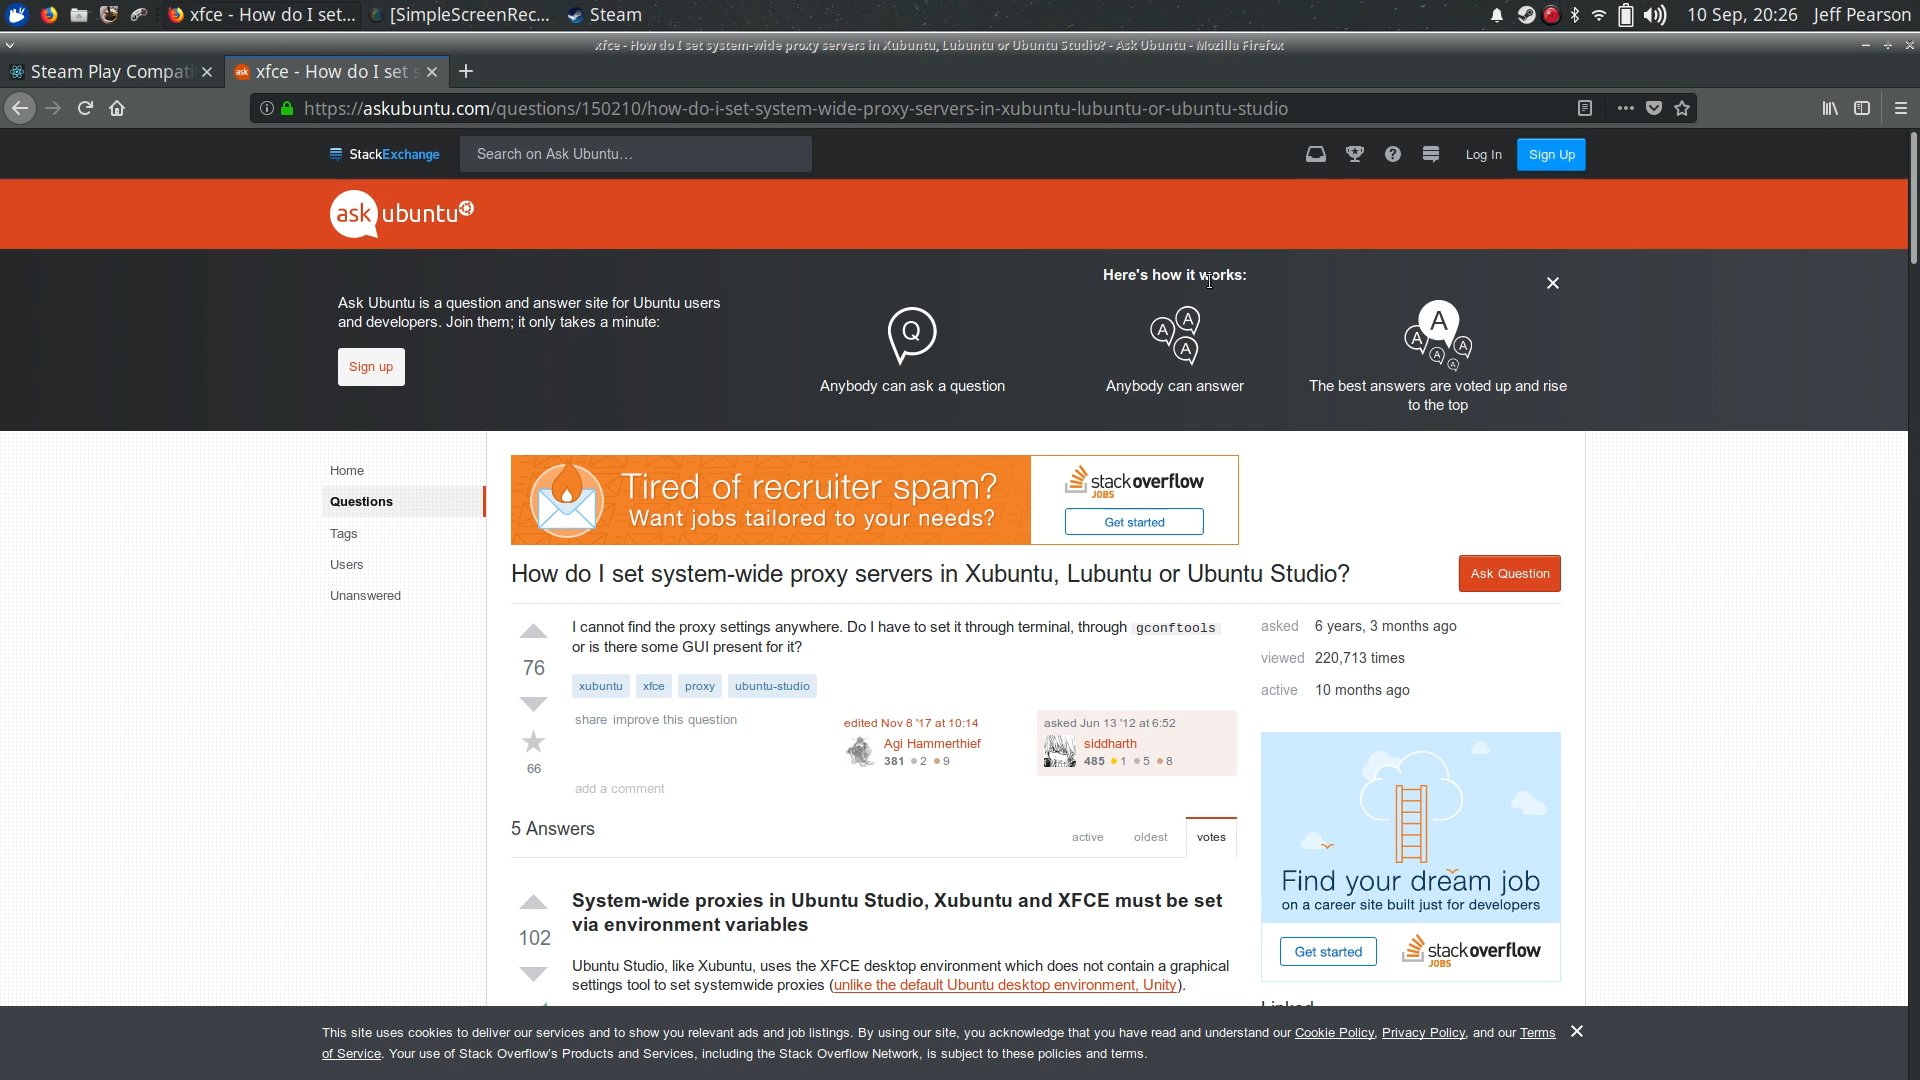 xfce - How do I set... [SimpleScreenRec... Steam 10 Sep, 20:26 Jeff Pearson
xfce - How do I set system-wide proxy servers in Xubuntu, Lubuntu or Ubuntu Studio? - Ask Ubuntu - Mozilla Firefox
Steam Play Compati ask xfce - How do I set s
https://askubuntu.com/questions/150210/how-do-i-set-system-wide-proxy-servers-in-xubuntu-lubuntu-or-ubuntu-studio
StackExchange Search on Ask Ubuntu... Log In Sign Up
ask ubuntu
Here's how it works:
Ask Ubuntu is a question and answer site for Ubuntu users
and developers. Join them; it only takes a minute:
Sign up
Q
A A A
A A A A A
Anybody can ask a question Anybody can answer The best answers are voted up and rise
to the top
Home
Questions
Tags
Users
Unanswered
Tired of recruiter spam?
Want jobs tailored to your needs?
stackoverflow
JOBS
Get started
How do I set system-wide proxy servers in Xubuntu, Lubuntu or Ubuntu Studio?
Ask Question
76
I cannot find the proxy settings anywhere. Do I have to set it through terminal, through gconftools
or is there some GUI present for it?
xubuntu xfce proxy ubuntu-studio
share improve this question
edited Nov 8 '17 at 10:14
Agi Hammerthief
381 2 9
asked Jun 13 '12 at 6:52
siddharth
485 1 5 8
66
add a comment
asked 6 years, 3 months ago
viewed 220,713 times
active 10 months ago
5 Answers
active oldest votes
102
System-wide proxies in Ubuntu Studio, Xubuntu and XFCE must be set
via environment variables
Ubuntu Studio, like Xubuntu, uses the XFCE desktop environment which does not contain a graphical
settings tool to set systemwide proxies (unlike the default Ubuntu desktop environment, Unity).
Find your dream job
on a career site built just for developers
Get started
stackoverflow
JOBS
Linked
This site uses cookies to deliver our services and to show you relevant ads and job listings. By using our site, you acknowledge that you have read and understand our Cookie Policy, Privacy Policy, and our Terms
of Service. Your use of Stack Overflow's Products and Services, including the Stack Overflow Network, is subject to these policies and terms.